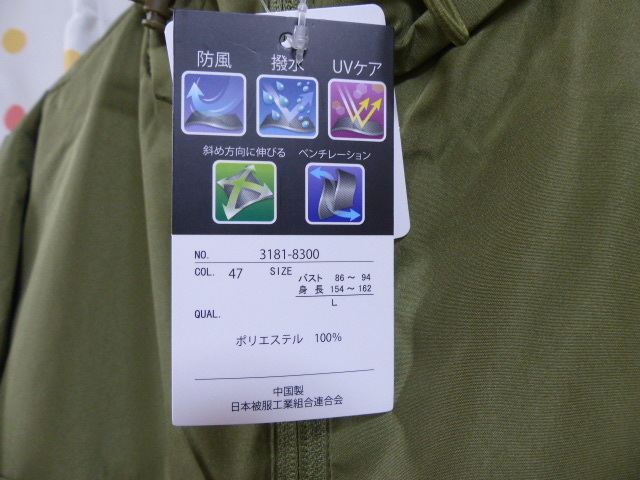 防風 撥水 UVケア
斜め方向に伸びる ベンチレーション
NO. 3181-8300
COL. 47 SIZE バスト 86～94
身長 154～162
L
QUAL.
ポリエステル 100%
中国製
日本被服工業組合連合会